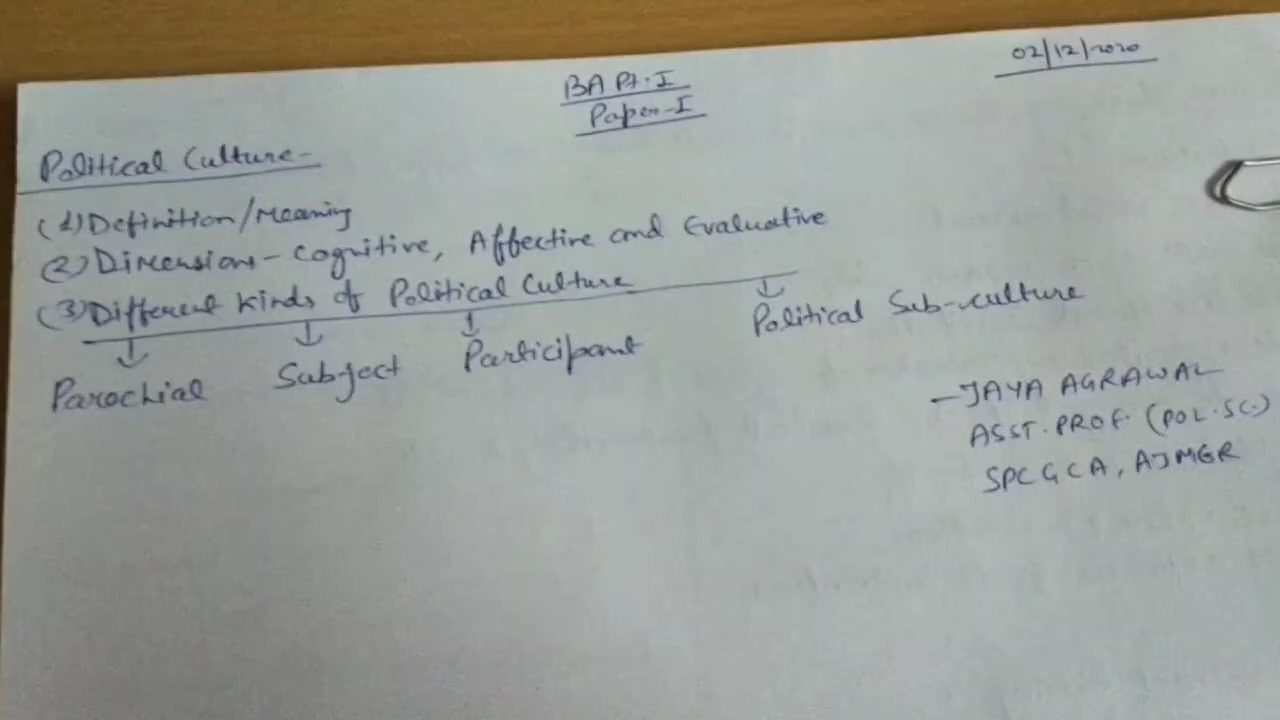 02/12/2020
BA Pt. I
Paper-I
Political Culture-
(1) Definition/Meaning
(2) Dimensions - Cognitive, Affective and Evaluative
(3) Different Kinds of Political Culture
Parochial Subject Participant Political Sub-culture
- JAYA AGRAWAL
ASST. PROF. (POL. SC.)
SPCGCA, AJMER